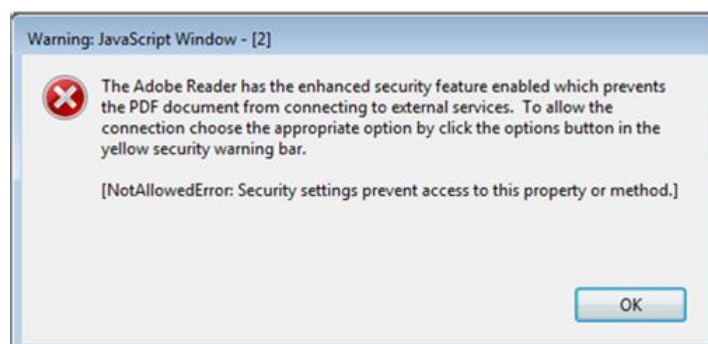 Warning: JavaScript Window - [2]
The Adobe Reader has the enhanced security feature enabled which prevents
the PDF document from connecting to external services.  To allow the
connection choose the appropriate option by click the options button in the
yellow security warning bar.
[NotAllowedError: Security settings prevent access to this property or method.]
OK